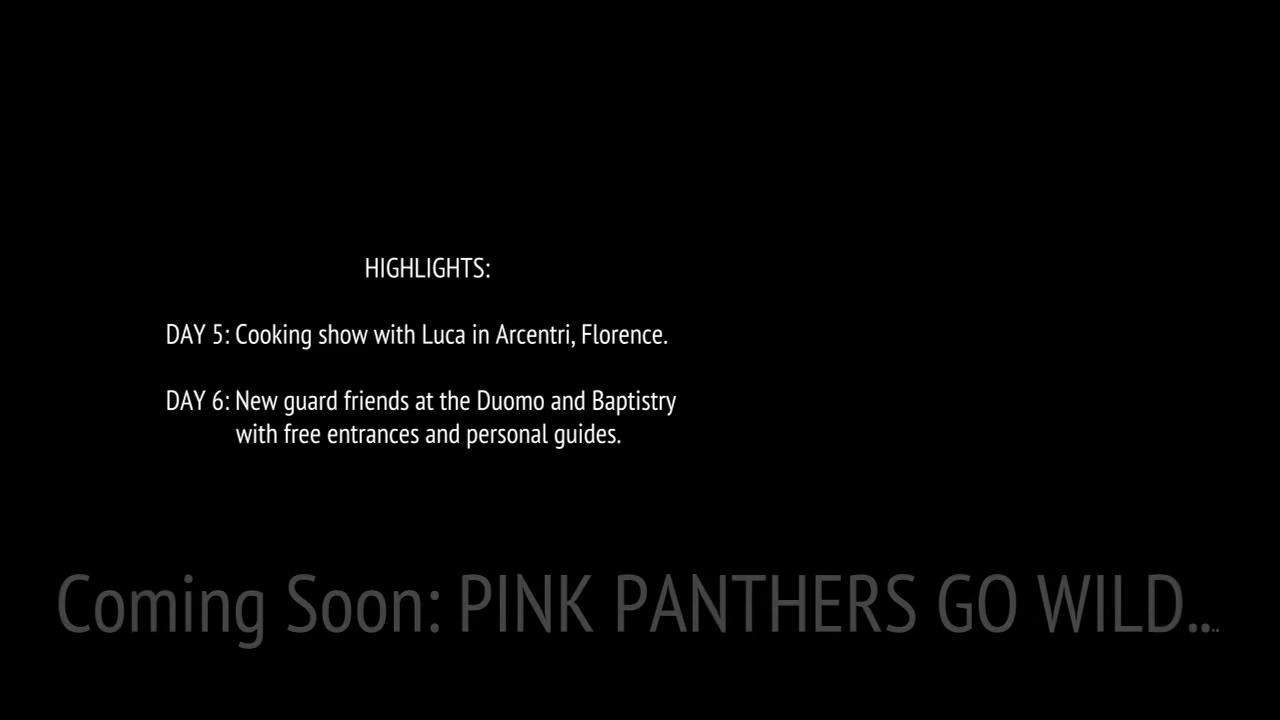 HIGHLIGHTS:
DAY 5: Cooking show with Luca in Arcentri, Florence.
DAY 6: New guard friends at the Duomo and Baptistry
with free entrances and personal guides.
Coming Soon: PINK PANTHERS GO WILD....